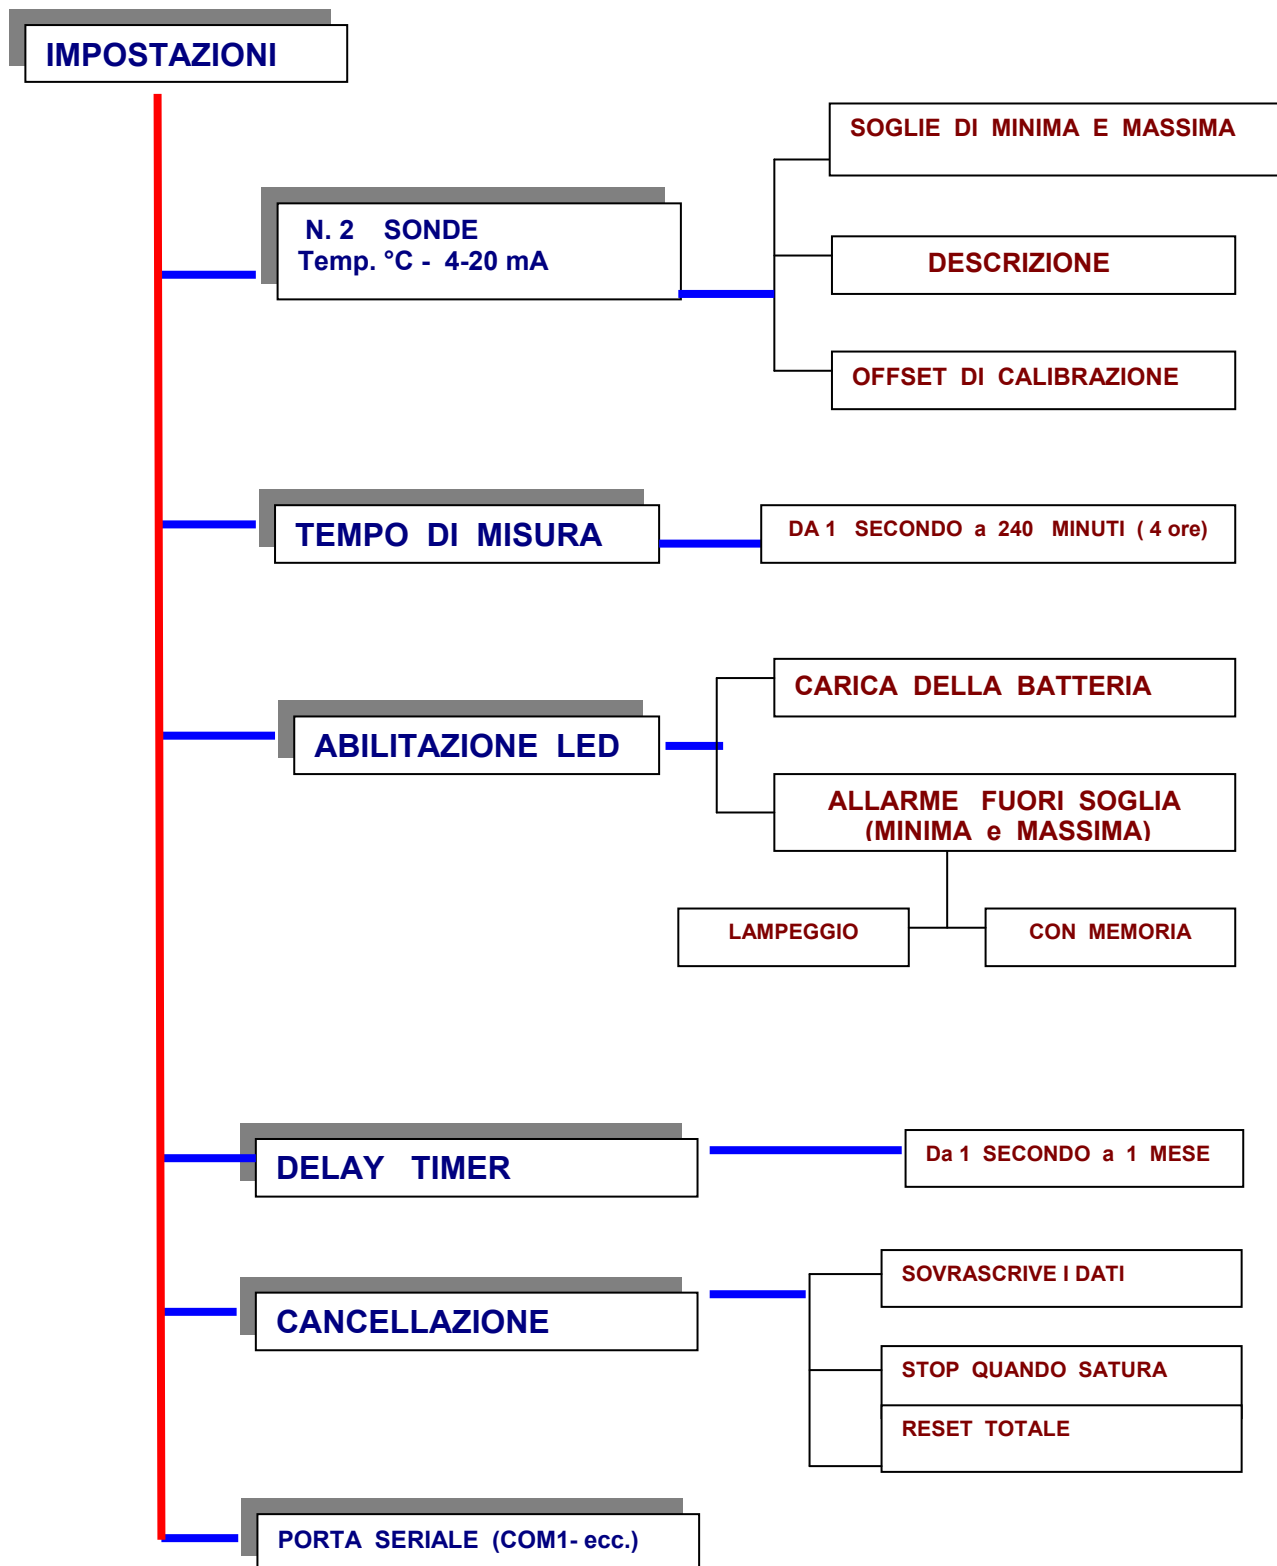 IMPOSTAZIONI
SOGLIE DI MINIMA E MASSIMA
N. 2 SONDE
Temp. °C - 4-20 mA
DESCRIZIONE
OFFSET DI CALIBRAZIONE
TEMPO DI MISURA
DA 1 SECONDO a 240 MINUTI ( 4 ore)
CARICA DELLA BATTERIA
ABILITAZIONE LED
ALLARME FUORI SOGLIA
(MINIMA e MASSIMA)
LAMPEGGIO
CON MEMORIA
DELAY TIMER
Da 1 SECONDO a 1 MESE
SOVRASCRIVE I DATI
CANCELLAZIONE
STOP QUANDO SATURA
RESET TOTALE
PORTA SERIALE (COM1- ecc.)